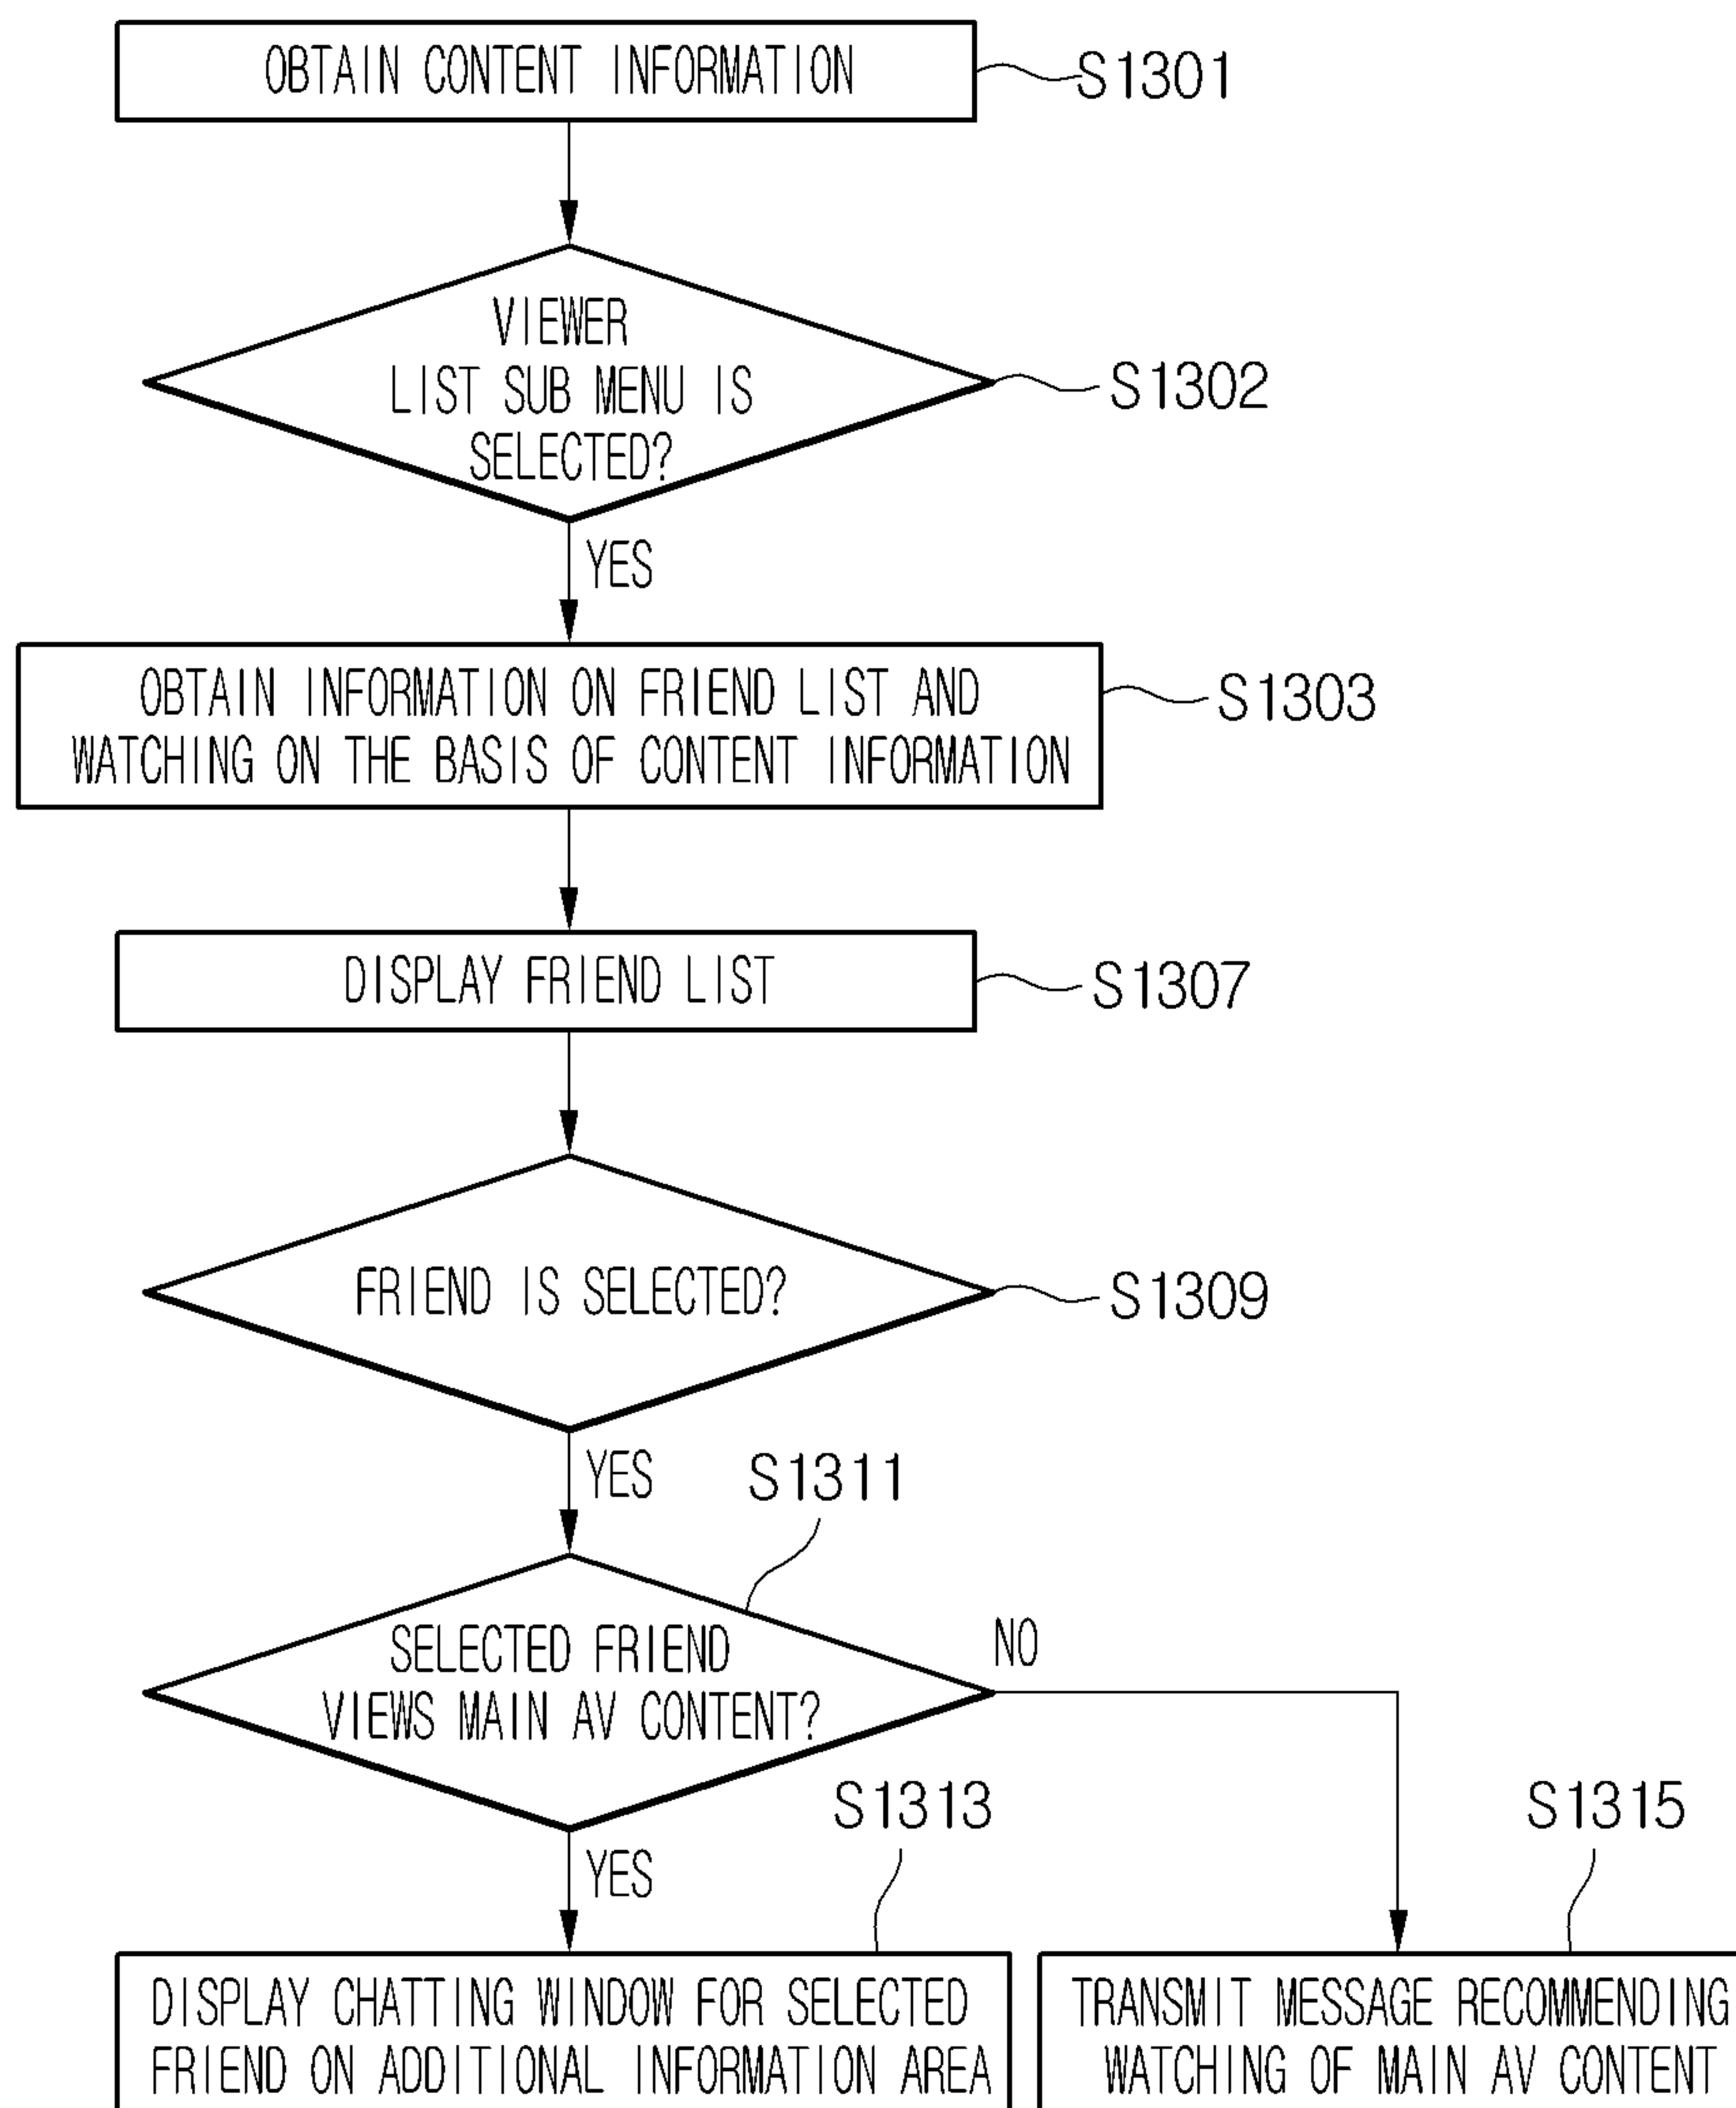 OBTAIN CONTENT INFORMATION
S1301
VIEWER
LIST SUB MENU IS
SELECTED?
S1302
YES
OBTAIN INFORMATION ON FRIEND LIST AND
WATCHING ON THE BASIS OF CONTENT INFORMATION
S1303
DISPLAY FRIEND LIST
S1307
FRIEND IS SELECTED?
S1309
YES
S1311
SELECTED FRIEND
VIEWS MAIN AV CONTENT?
NO
YES
S1313
S1315
DISPLAY CHATTING WINDOW FOR SELECTED
FRIEND ON ADDITIONAL INFORMATION AREA
TRANSMIT MESSAGE RECOMMENDING
WATCHING OF MAIN AV CONTENT